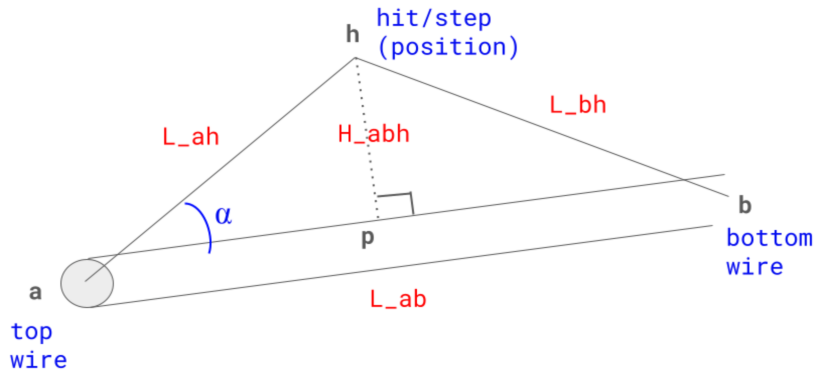 hit/step
h
(position)
L_bh
L_ah
H_abh
α
b
p
bottom
wire
a
L_ab
top
wire